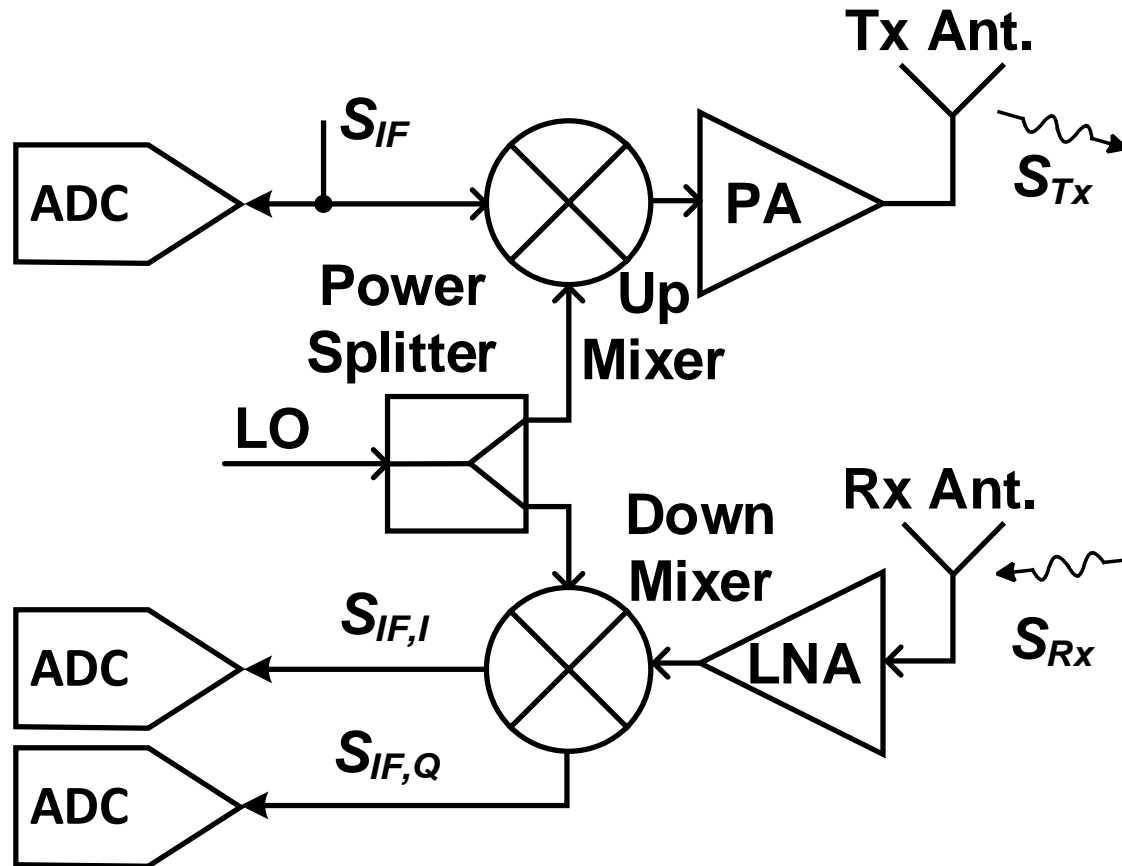 Tx Ant.
S_IF
ADC
PA
S_Tx
Power
Splitter
Up
Mixer
LO
Rx Ant.
Down
Mixer
S_IF,I
ADC
LNA
S_Rx
S_IF,Q
ADC